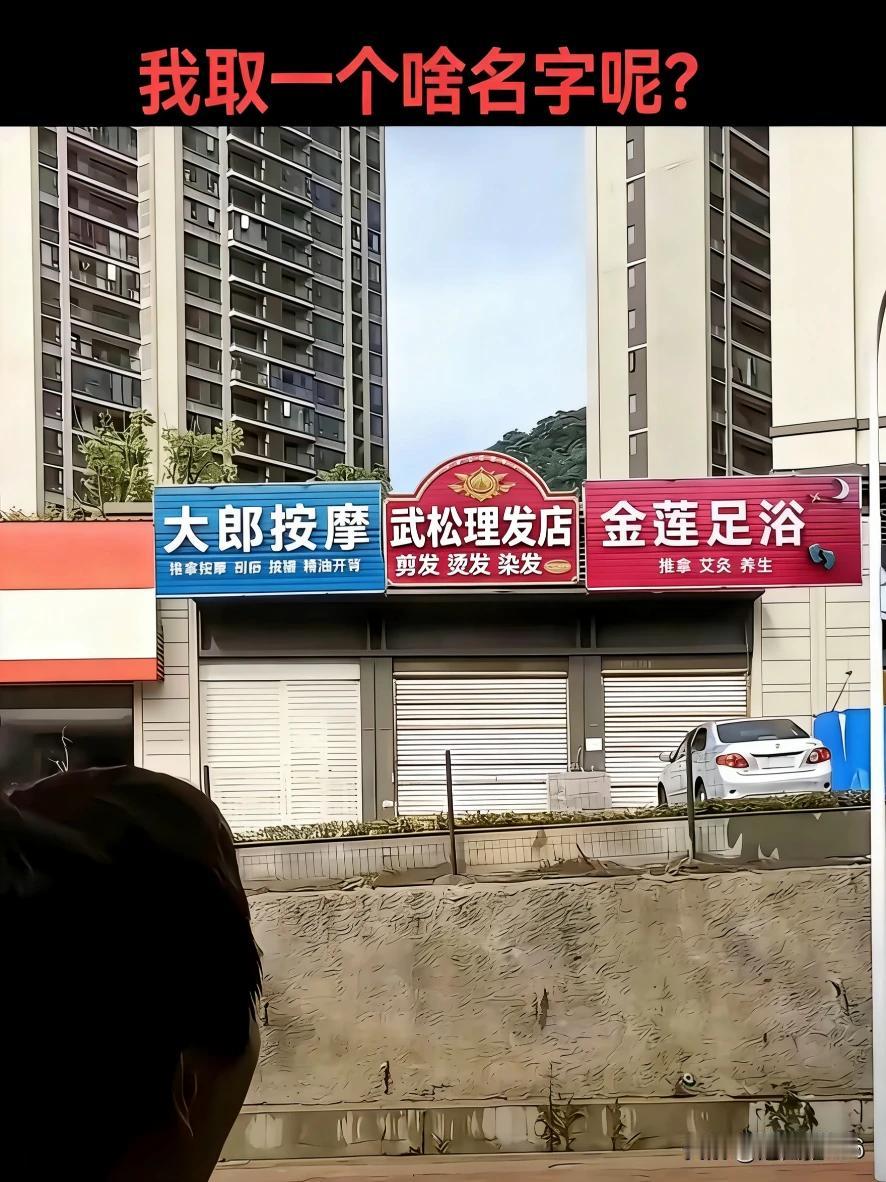 我取一个啥名字呢？
大郎按摩
推拿按摩 刮痧 按摩 精油开背
武松理发店
剪发 烫发 染发
金莲足浴
推拿 艾灸 养生